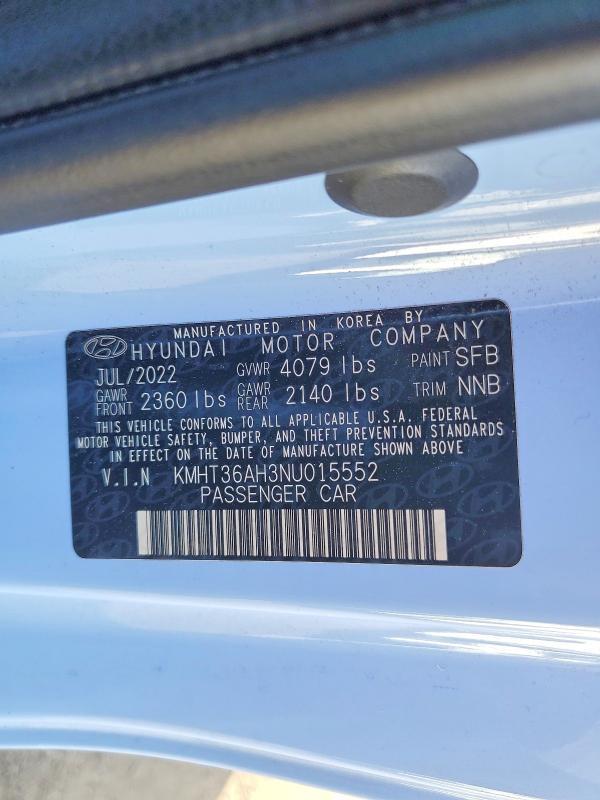 MANUFACTURED IN KOREA BY
HYUNDAI MOTOR COMPANY
JUL/2022 GVWR 4079 lbs PAINT SFB
GAWR FRONT 2360 lbs GAWR REAR 2140 lbs TRIM NNB
THIS VEHICLE CONFORMS TO ALL APPLICABLE U.S.A. FEDERAL
MOTOR VEHICLE SAFETY, BUMPER, AND THEFT PREVENTION STANDARDS
IN EFFECT ON THE DATE OF MANUFACTURE SHOWN ABOVE
V.I.N KMHT36AH3NU015552
PASSENGER CAR